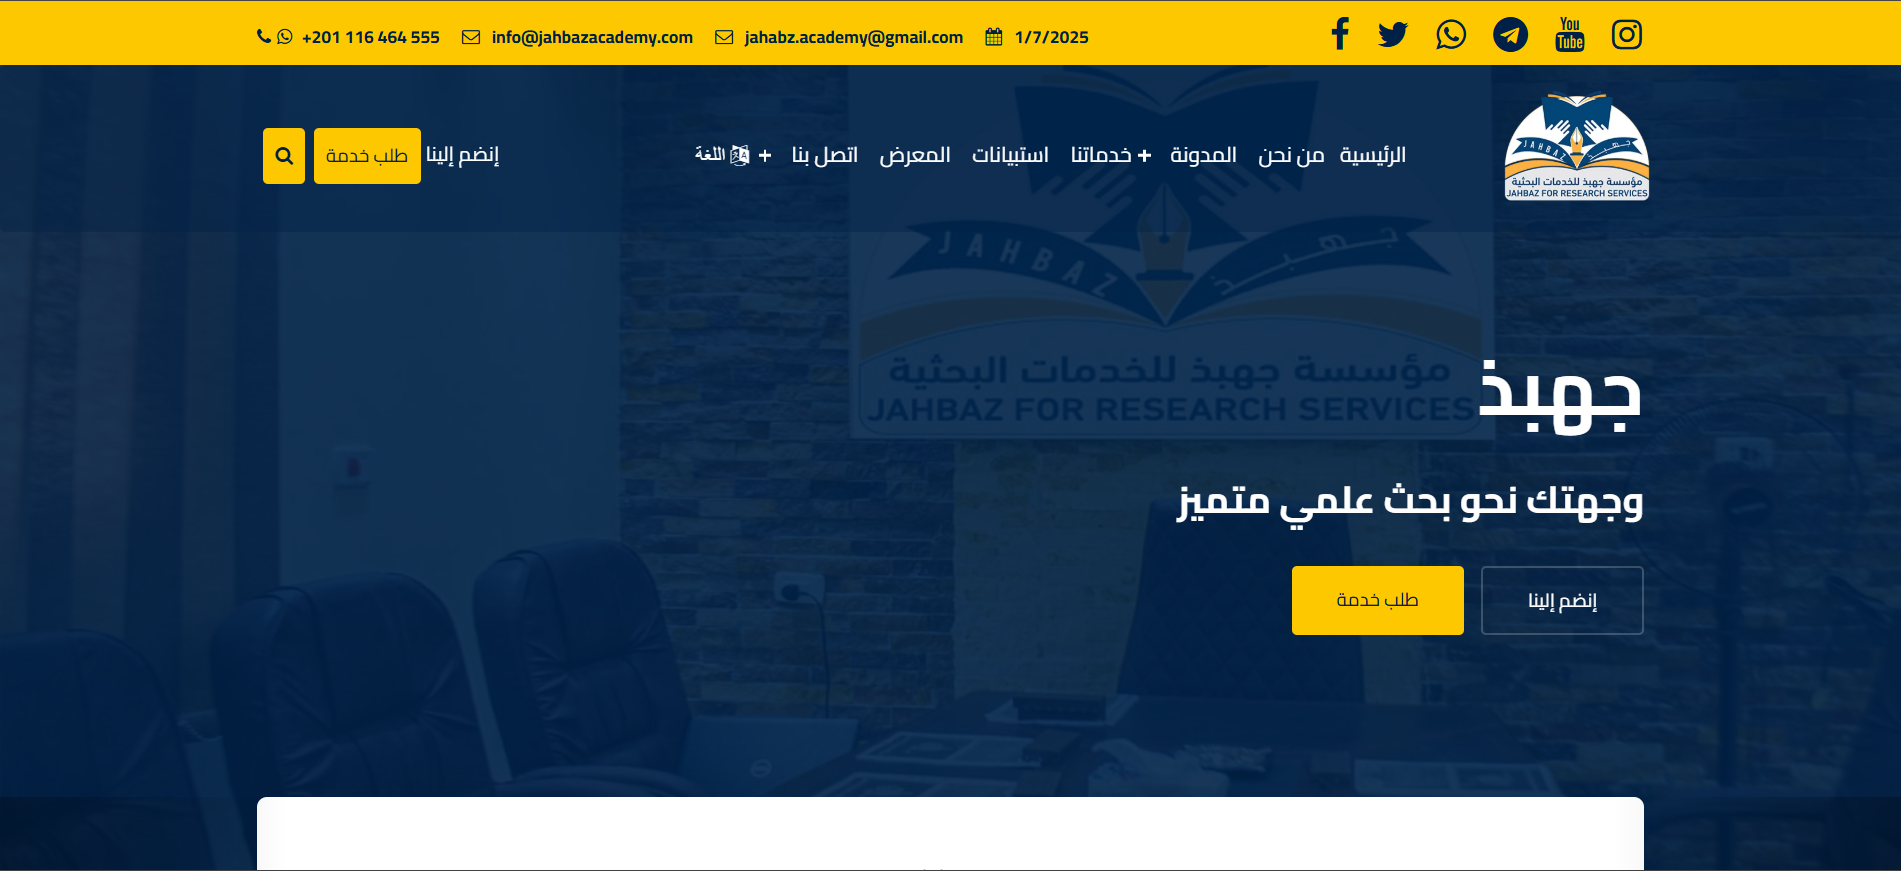 +201 116 464 555 info@jahbazacademy.com jahabz.academy@gmail.com 1/7/2025
You Tube
الرئيسية من نحن المدونة خدماتنا + استبيانات المعرض اتصل بنا اللغة +
إنضم إلينا طلب خدمة
JAHBAZ جهبذ
مؤسسة جهبذ للخدمات البحثية
JAHBAZ FOR RESEARCH SERVICES
JAHBAZ جهبذ
مؤسسة جهبذ للخدمات البحثية
JAHBAZ FOR RESEARCH SERVICES
جهبذ
وجهتك نحو بحث علمي متميز
إنضم إلينا
طلب خدمة